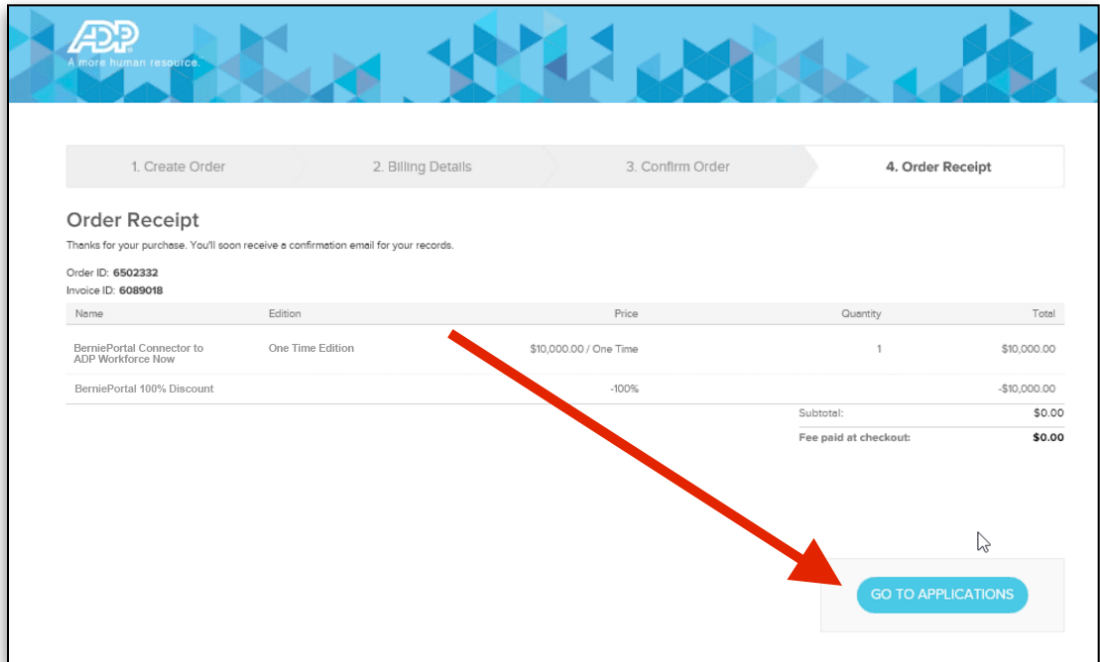 ADP
A more human resource.
1. Create Order 2. Billing Details 3. Confirm Order 4. Order Receipt
Order Receipt
Thanks for your purchase. You'll soon receive a confirmation email for your records.
Order ID: 6502332
Invoice ID: 6089018
Name Edition Price Quantity Total
BerniePortal Connector to One Time Edition $10,000.00 / One Time 1 $10,000.00
ADP Workforce Now
BerniePortal 100% Discount -100% -$10,000.00
Subtotal: $0.00
Fee paid at checkout: $0.00
GO TO APPLICATIONS